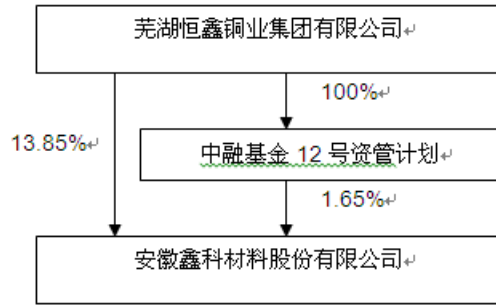 芜湖恒鑫铜业集团有限公司
100%
13.85%
中融基金 12 号资管计划
1.65%
安徽鑫科材料股份有限公司